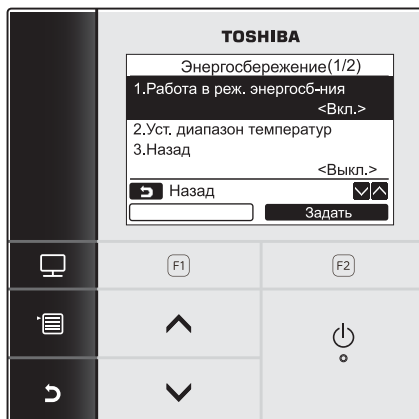 TOSHIBA
Энергосбережение(1/2)
1.Работа в реж. энергосб-ния
<Вкл.>
2.Уст. диапазон температур
3.Назад
<Выкл.>
Назад
Задать
F1
F2